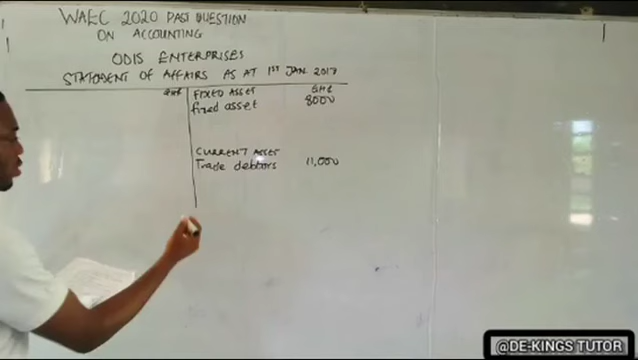 WAEC 2020 PAST QUESTION
ON ACCOUNTING
ODIS ENTERPRISES
STATEMENT OF AFFAIRS AS AT 1ST JAN 2017
GH¢ FIXED ASSET GH¢
fixed asset 8000
CURRENT ASSET
Trade debtors 11,000
@DE-KINGS TUTOR